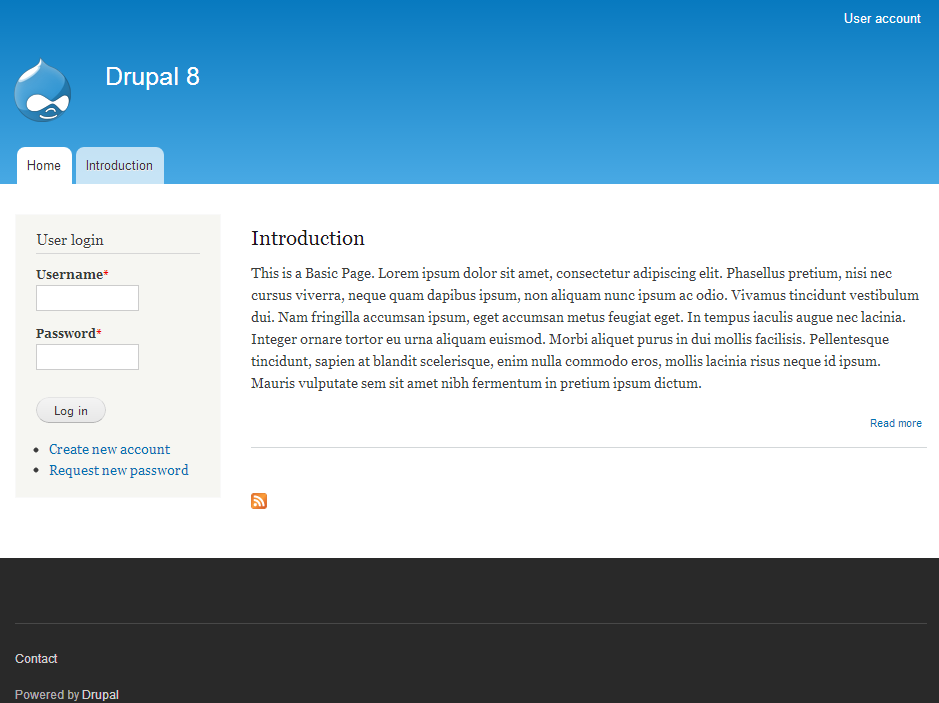 User account
Drupal 8
Home
Introduction
User login
Username*
Password*
Log in
Create new account
Request new password
Introduction
This is a Basic Page. Lorem ipsum dolor sit amet, consectetur adipiscing elit. Phasellus pretium, nisi nec
cursus viverra, neque quam dapibus ipsum, non aliquam nunc ipsum ac odio. Vivamus tincidunt vestibulum
dui. Nam fringilla accumsan ipsum, eget accumsan metus feugiat eget. In tempus iaculis augue nec lacinia.
Integer ornare tortor eu urna aliquam euismod. Morbi aliquet purus in dui mollis facilisis. Pellentesque
tincidunt, sapien at blandit scelerisque, enim nulla commodo eros, mollis lacinia risus neque id ipsum.
Mauris vulputate sem sit amet nibh fermentum in pretium ipsum dictum.
Read more
Contact
Powered by Drupal